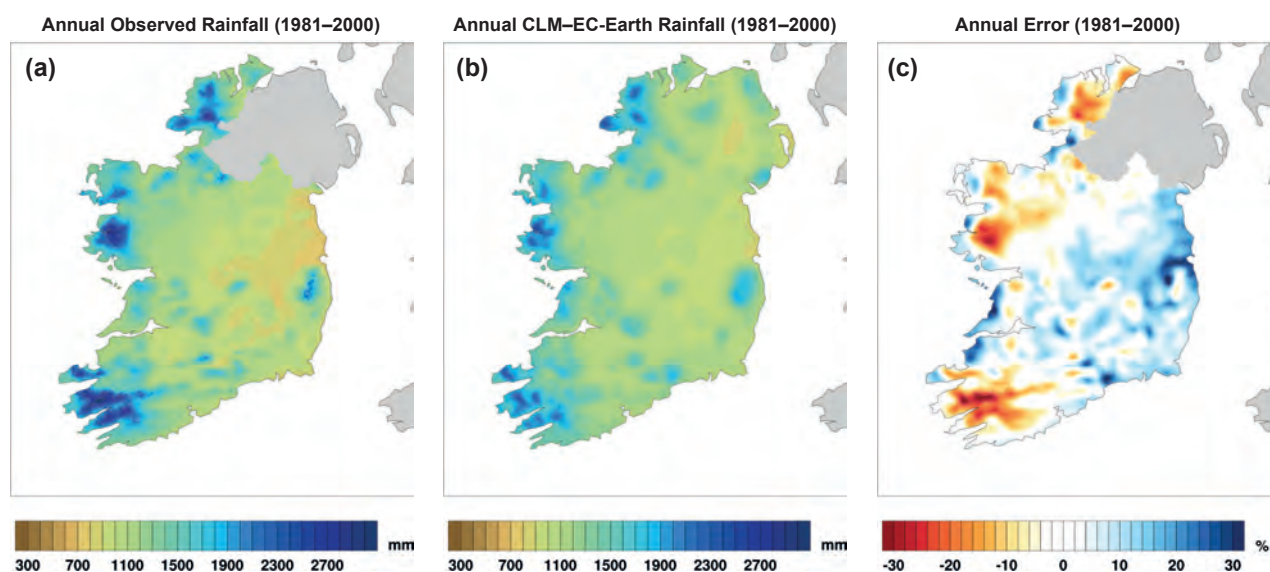 Annual Observed Rainfall (1981–2000)
Annual CLM–EC-Earth Rainfall (1981–2000)
Annual Error (1981–2000)
(a)
(b)
(c)
300 700 1100 1500 1900 2300 2700 mm
300 700 1100 1500 1900 2300 2700 mm
-30 -20 -10 0 10 20 30 %